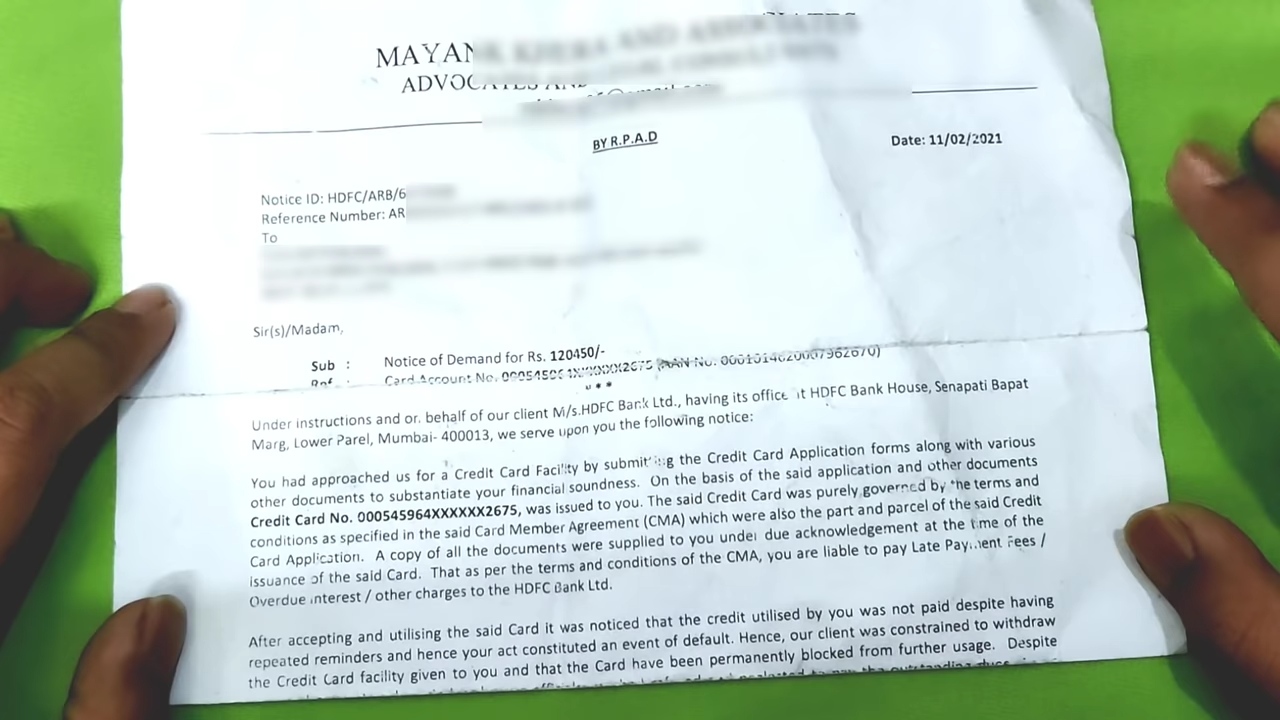 MAYAN
ADVOCATES AND
BY R.P.A.D
Date: 11/02/2021
Notice ID: HDFC/ARB/6
Reference Number: AR
To
Sir(s)/Madam,
Sub : Notice of Demand for Rs. 120450/-
Ref : Card Account No.
***
Under instructions and or. behalf of our client M/s.HDFC Bank Ltd., having its office at HDFC Bank House, Senapati Bapat
Marg, Lower Parel, Mumbai- 400013, we serve upon you the following notice:
You had approached us for a Credit Card Facility by submitting the Credit Card Application forms along with various
other documents to substantiate your financial soundness. On the basis of the said application and other documents
Credit Card No. 000545964XXXXXX2675, was issued to you. The said Credit Card was purely governed by the terms and
conditions as specified in the said Card Member Agreement (CMA) which were also the part and parcel of the said Credit
Card Application. A copy of all the documents were supplied to you under due acknowledgement at the time of the
issuance of the said Card. That as per the terms and conditions of the CMA, you are liable to pay Late Payment Fees /
Overdue interest / other charges to the HDFC Bank Ltd.
After accepting and utilising the said Card it was noticed that the credit utilised by you was not paid despite having
repeated reminders and hence your act constituted an event of default. Hence, our client was constrained to withdraw
the Credit Card facility given to you and that the Card have been permanently blocked from further usage. Despite